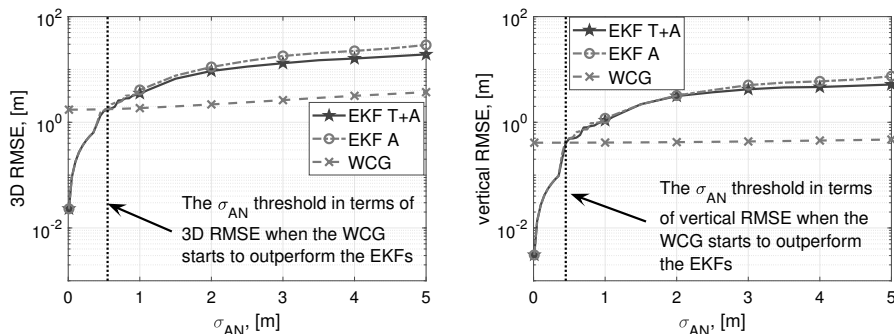 10^2
10^0
10^-2
3D RMSE, [m]
EKF T+A
EKF A
WCG
The σ_AN threshold in terms of
3D RMSE when the WCG
starts to outperform the EKFs
0 1 2 3 4 5
σ_AN, [m]
10^2
10^0
10^-2
vertical RMSE, [m]
EKF T+A
EKF A
WCG
The σ_AN threshold in terms
of vertical RMSE when the
WCG starts to outperform
the EKFs
0 1 2 3 4 5
σ_AN, [m]